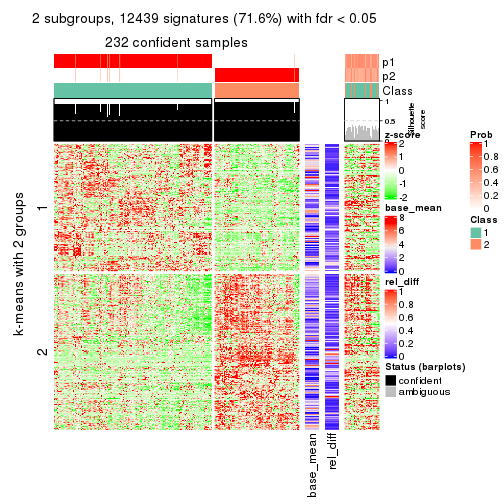 2 subgroups, 12439 signatures (71.6%) with fdr < 0.05
232 confident samples
p1
p2
Class
1
0.5
0
Silhouette
score
k-means with 2 groups
1
2
base_mean
rel_diff
z-score
2
1
0
-1
-2
base_mean
8
6
4
2
0
rel_diff
1
0.8
0.6
0.4
0.2
0
Status (barplots)
confident
ambiguous
Prob
1
0.8
0.6
0.4
0.2
0
Class
1
2